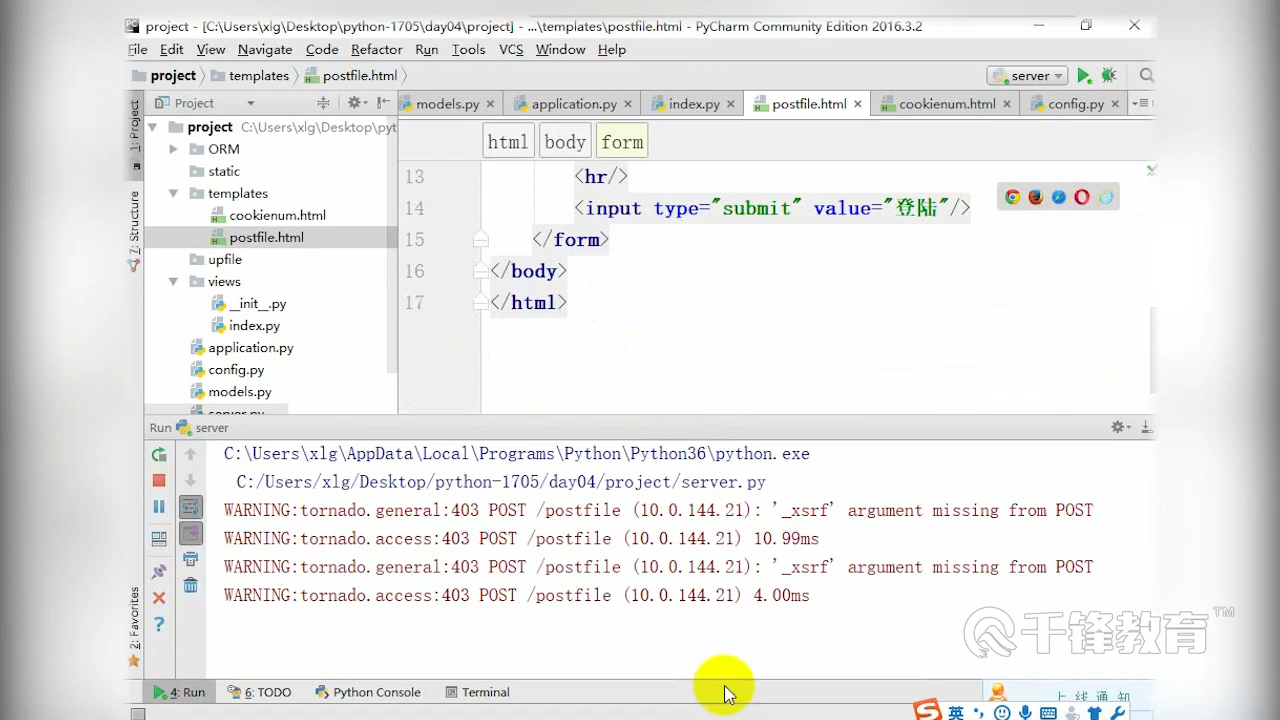 project - [C:\Users\xlg\Desktop\python-1705\day04\project] - ...\templates\postfile.html - PyCharm Community Edition 2016.3.2
File Edit View Navigate Code Refactor Run Tools VCS Window Help
project templates postfile.html server
1: Project
7: Structure
2: Favorites
Project
models.py application.py index.py postfile.html cookienum.html config.py
project C:\Users\xlg\Desktop\pyt
ORM
static
templates
cookienum.html
postfile.html
upfile
views
__init__.py
index.py
application.py
config.py
models.py
server.py
html body form
13 <hr/>
14 <input type="submit" value="登陆"/>
15 </form>
16 </body>
17 </html>
Run server
C:\Users\xlg\AppData\Local\Programs\Python\Python36\python.exe
C:/Users/xlg/Desktop/python-1705/day04/project/server.py
WARNING:tornado.general:403 POST /postfile (10.0.144.21): '_xsrf' argument missing from POST
WARNING:tornado.access:403 POST /postfile (10.0.144.21) 10.99ms
WARNING:tornado.general:403 POST /postfile (10.0.144.21): '_xsrf' argument missing from POST
WARNING:tornado.access:403 POST /postfile (10.0.144.21) 4.00ms
千锋教育™
4: Run 6: TODO Python Console Terminal
上线通知
英